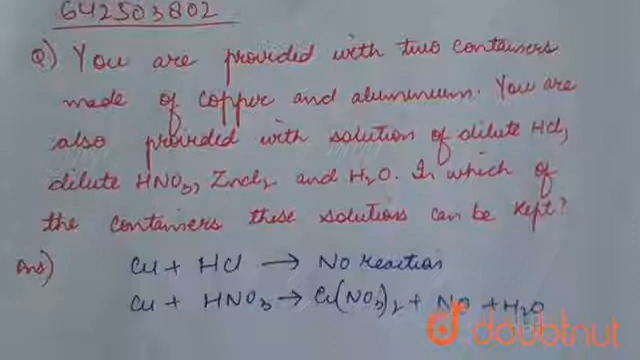 642503802
Q) You are provided with two containers
made of copper and aluminium. You are
also provided with solution of dilute HCl,
dilute HNO3, ZnCl2 and H2O. In which of
the containers these solutions can be kept?
Ans) Cu + HCl → No reaction
Cu + HNO3 → Cu(NO3)2 + NO + H2O
doubtnut